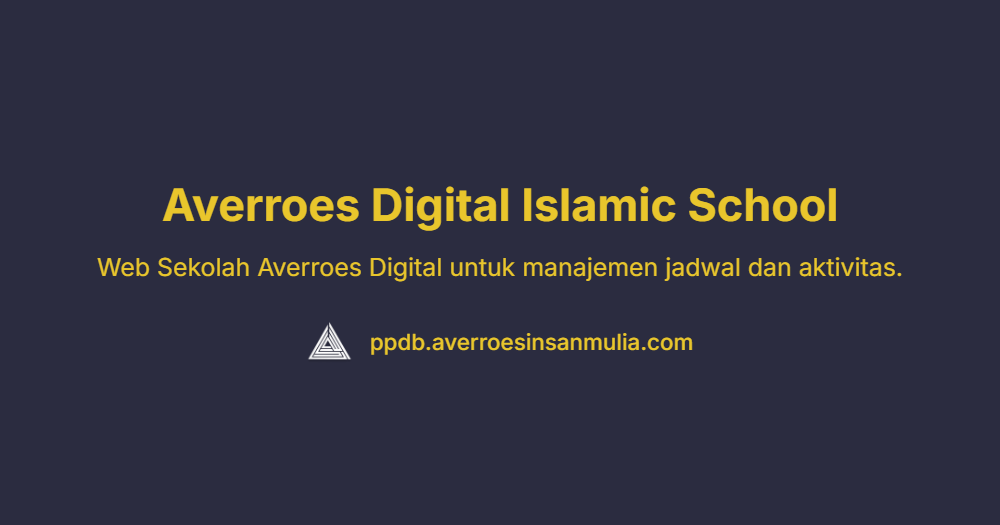 Averroes Digital Islamic School
Web Sekolah Averroes Digital untuk manajemen jadwal dan aktivitas.
ppdb.averroesinsanmulia.com